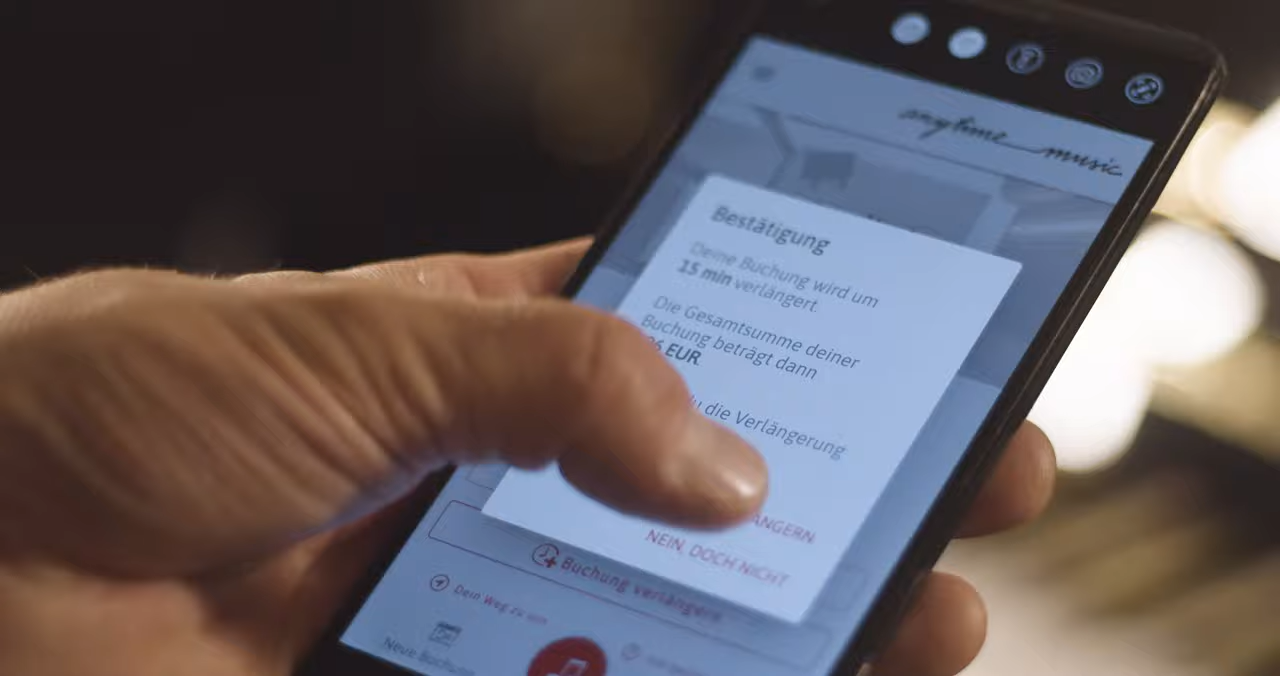 anytime music
Bestätigung
Deine Buchung wird um
15 min verlängert.
Die Gesamtsumme deiner
Buchung beträgt dann
EUR.
du die Verlängerung
ÄNGERN
NEIN, DOCH NICHT
Buchung verlängern
Dein Weg zu uns
Neue Buchung